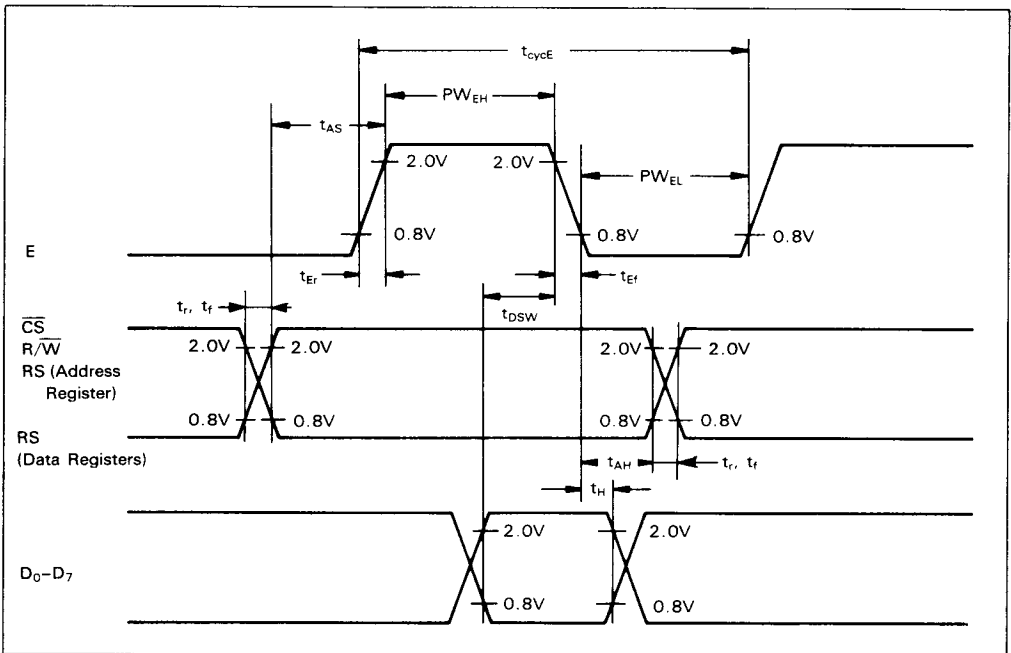 tcycE
PWEH
tAS
2.0V 2.0V
PWEL
0.8V 0.8V 0.8V
E
tEr tEf
tr, tf tDSW
CS
R/W
RS (Address
Register)
2.0V 2.0V 2.0V 2.0V
0.8V 0.8V 0.8V 0.8V
RS
(Data Registers)
tAH tr, tf
tH
2.0V 2.0V
D0–D7
0.8V 0.8V